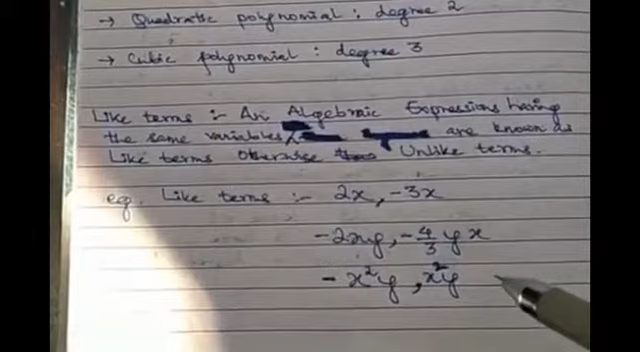 → Quadratic polynomial : degree 2
→ Cubic polynomial : degree 3
Like terms :- An Algebraic Expressions having
the same variables are known as
Like terms otherwise Unlike terms.
eg. Like terms :- 2x, -3x
-2xy, -4/3 yx
- x²y, x²y